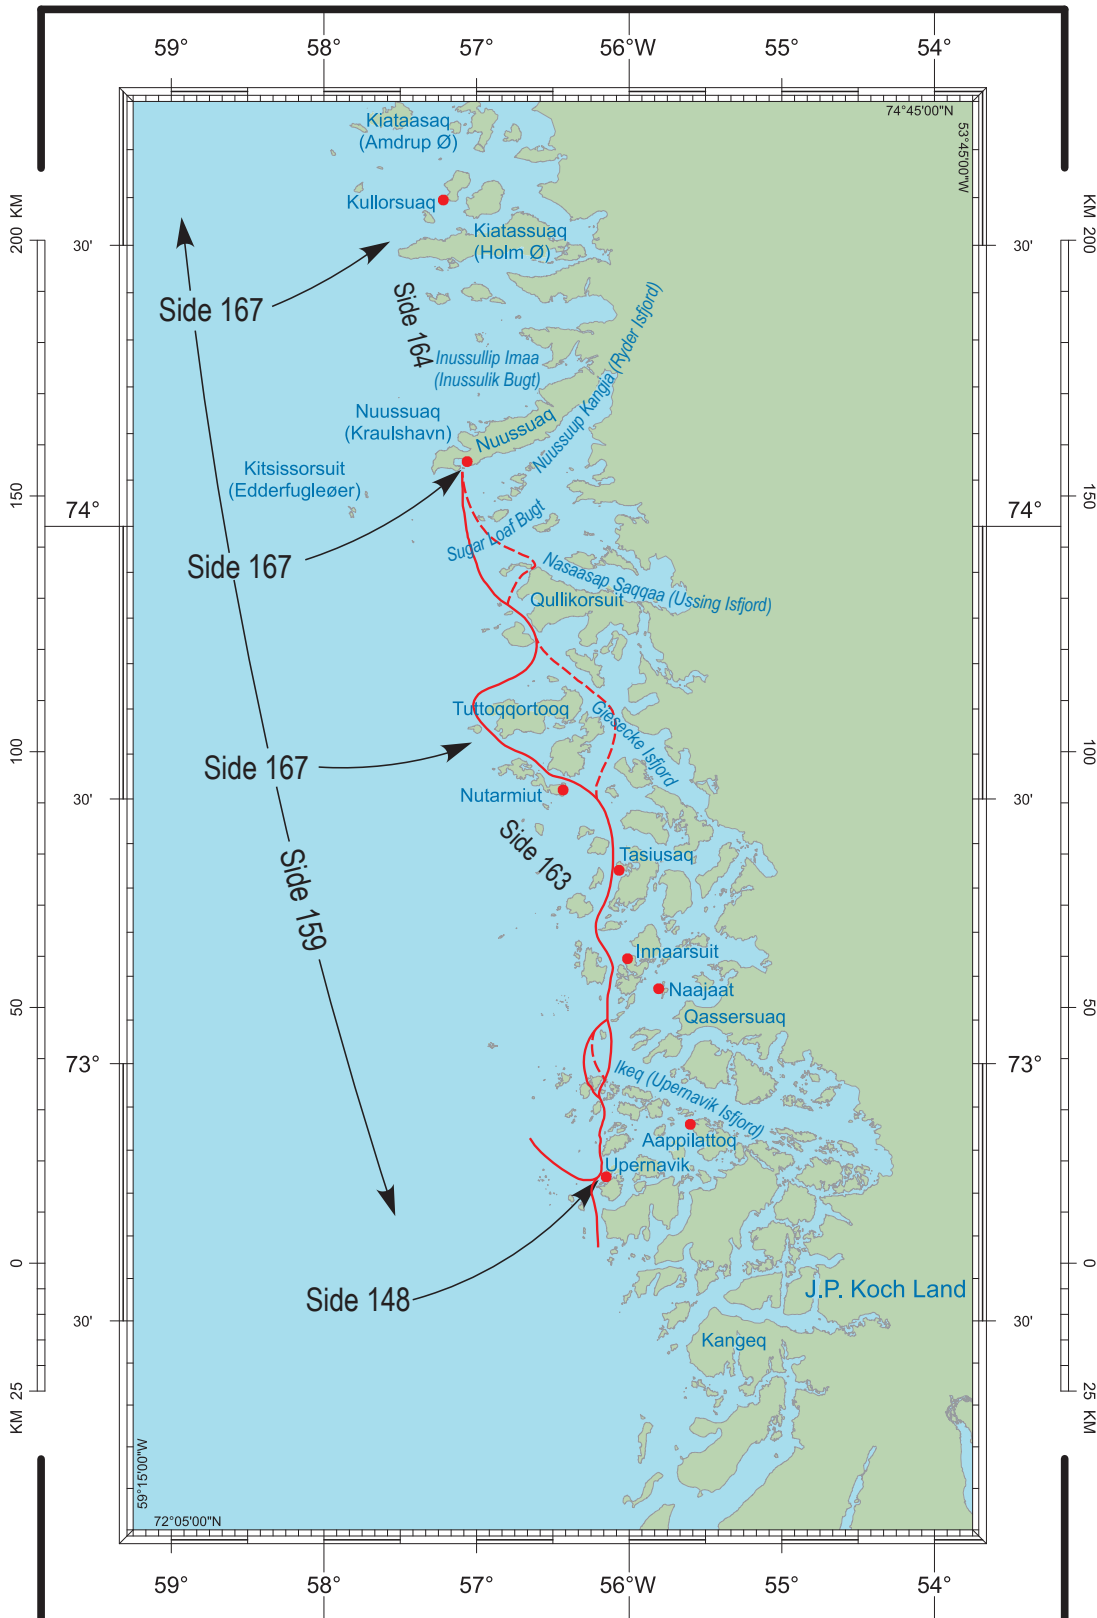 59° 58° 57° 56°W 55° 54°
74°45'00"N
53°45'00"W
Kiataasaq
(Amdrup Ø)
Kullorsuaq
KM 200
KM 200
Kiatassuaq
(Holm Ø)
30'
30'
Side 167
Side 164
Nuussuup Kangia (Ryder Isfjord)
Inussullip Imaa
(Inussulik Bugt)
Nuussuaq
(Kraulshavn)
Nuussuaq
Kitsissorsuit
(Edderfugleøer)
150
150
74°
74°
Sugar Loaf Bugt
Side 167
Nasaasap Saqqaa (Ussing Isfjord)
Qullikorsuit
Tuttoqqortooq
Giesecke Isfjord
100
100
Side 167
Nutarmiut
30'
30'
Side 163
Tasiusaq
Side 159
Innaarsuit
Naajaat
50
50
Qassersuaq
73°
73°
Ikeq (Upernavik Isfjord)
Aappilattoq
Upernavik
0
0
Side 148
J.P. Koch Land
30'
30'
Kangeq
KM 25
25 KM
59°15'00"W
72°05'00"N
59° 58° 57° 56°W 55° 54°